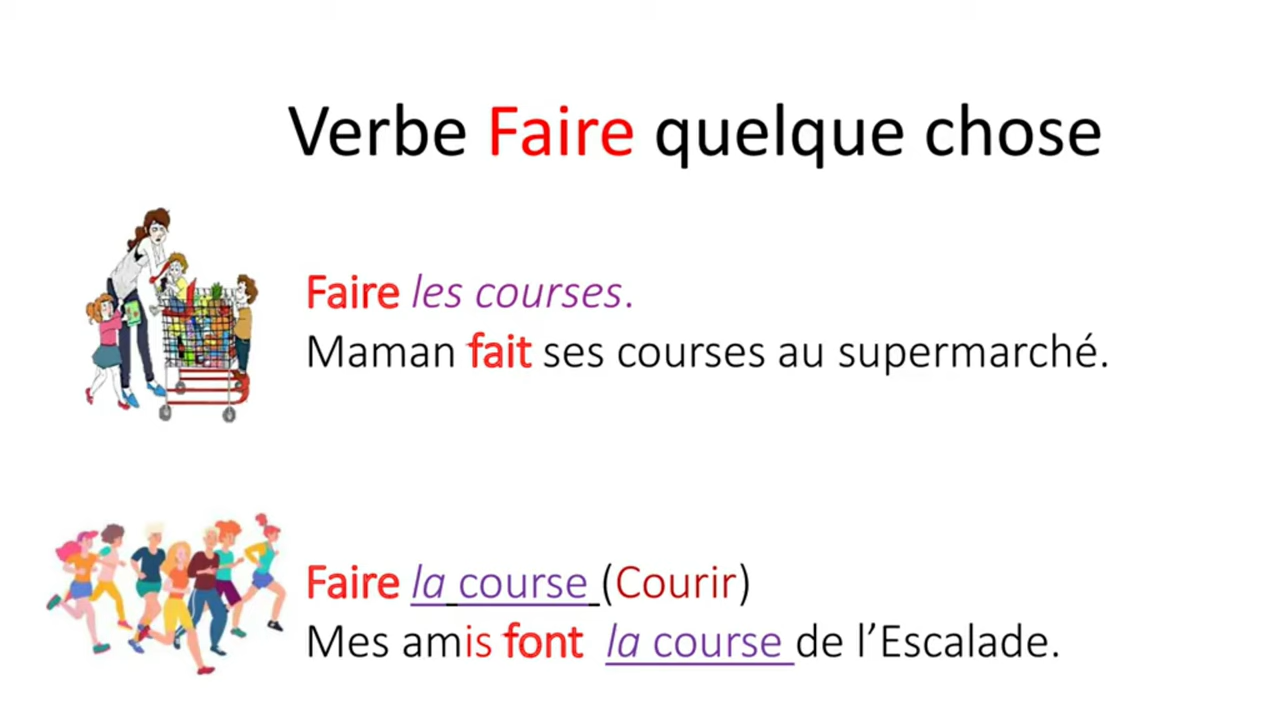 Verbe Faire quelque chose
Faire les courses.
Maman fait ses courses au supermarché.
Faire la course (Courir)
Mes amis font la course de l’Escalade.